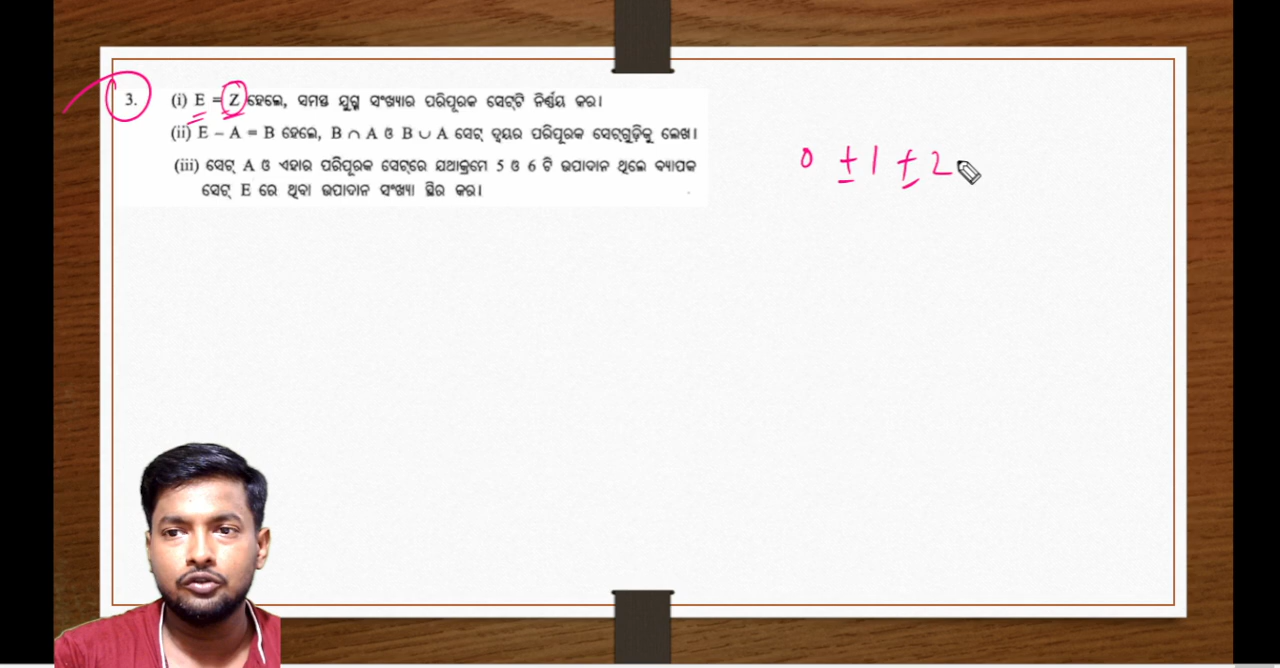 3. (i) E = Z ହେଲେ, ସମସ୍ତ ଯୁଗ୍ମ ସଂଖ୍ୟାର ପରିପୂରକ ସେଟ୍‌ଟି ନିର୍ଣ୍ଣୟ କର।
(ii) E – A = B ହେଲେ, B ∩ A ଓ B ∪ A ସେଟ୍ ଦ୍ୱୟର ପରିପୂରକ ସେଟ୍‌ଗୁଡ଼ିକୁ ଲେଖ।
(iii) ସେଟ୍ A ଓ ଏହାର ପରିପୂରକ ସେଟ୍‌ରେ ଯଥାକ୍ରମେ 5 ଓ 6 ଟି ଉପାଦାନ ଥିଲେ ବ୍ୟାପକ
ସେଟ୍ E ରେ ଥିବା ଉପାଦାନ ସଂଖ୍ୟା ସ୍ଥିର କର।
0 ±1 ±2